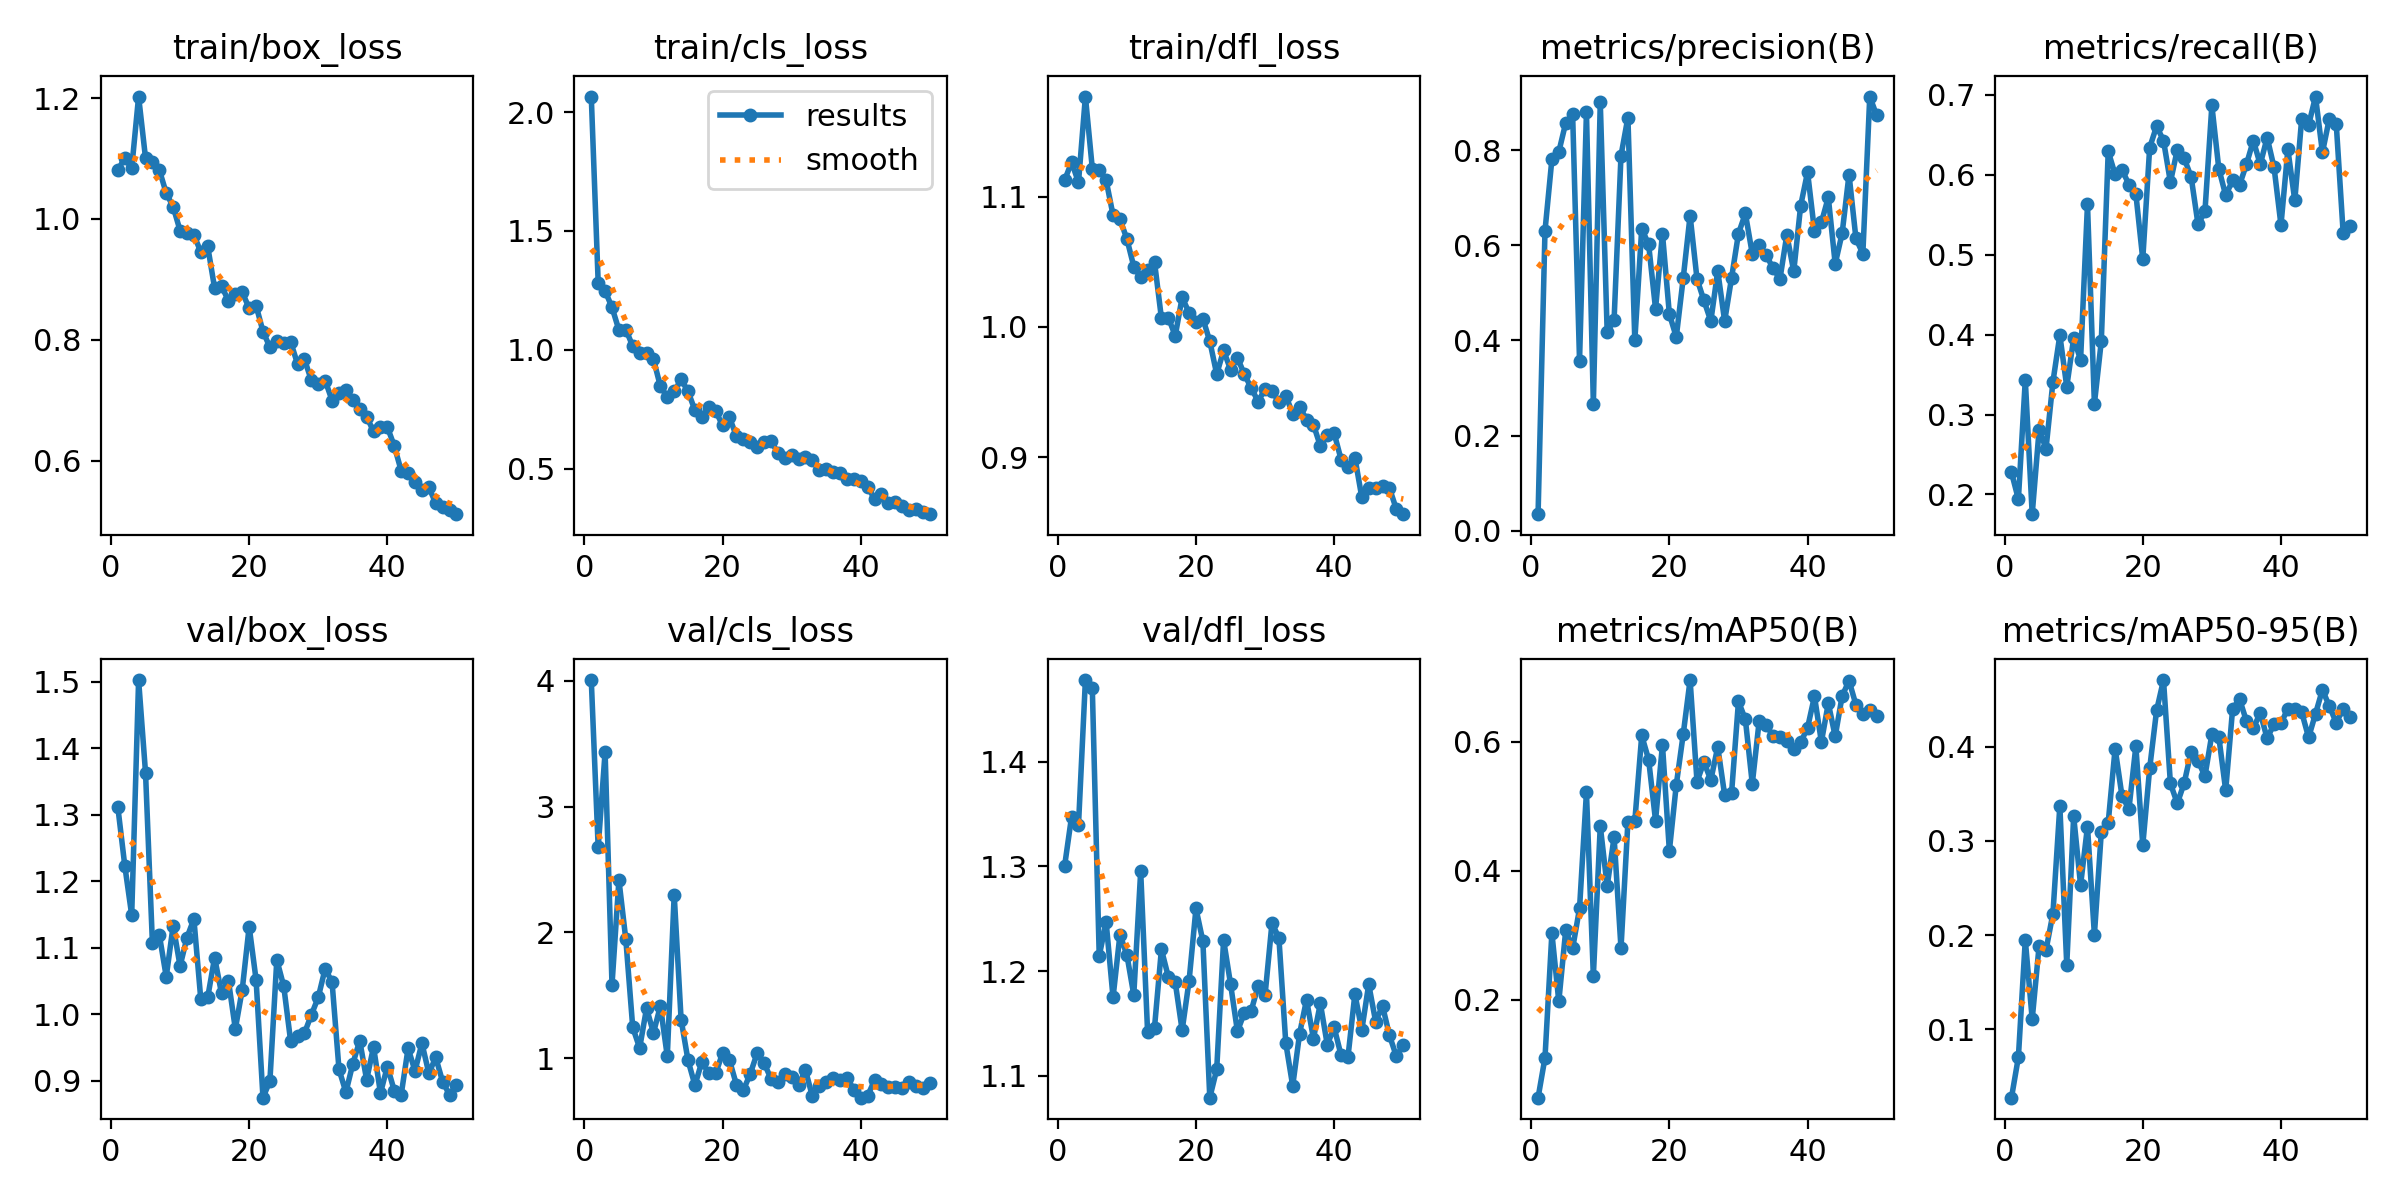 train/box_loss
1.2
1.0
0.8
0.6
0 20 40
train/cls_loss
results
smooth
2.0
1.5
1.0
0.5
0 20 40
train/dfl_loss
1.1
1.0
0.9
0 20 40
metrics/precision(B)
0.8
0.6
0.4
0.2
0.0
0 20 40
metrics/recall(B)
0.7
0.6
0.5
0.4
0.3
0.2
0 20 40
val/box_loss
1.5
1.4
1.3
1.2
1.1
1.0
0.9
0 20 40
val/cls_loss
4
3
2
1
0 20 40
val/dfl_loss
1.4
1.3
1.2
1.1
0 20 40
metrics/mAP50(B)
0.6
0.4
0.2
0 20 40
metrics/mAP50-95(B)
0.4
0.3
0.2
0.1
0 20 40